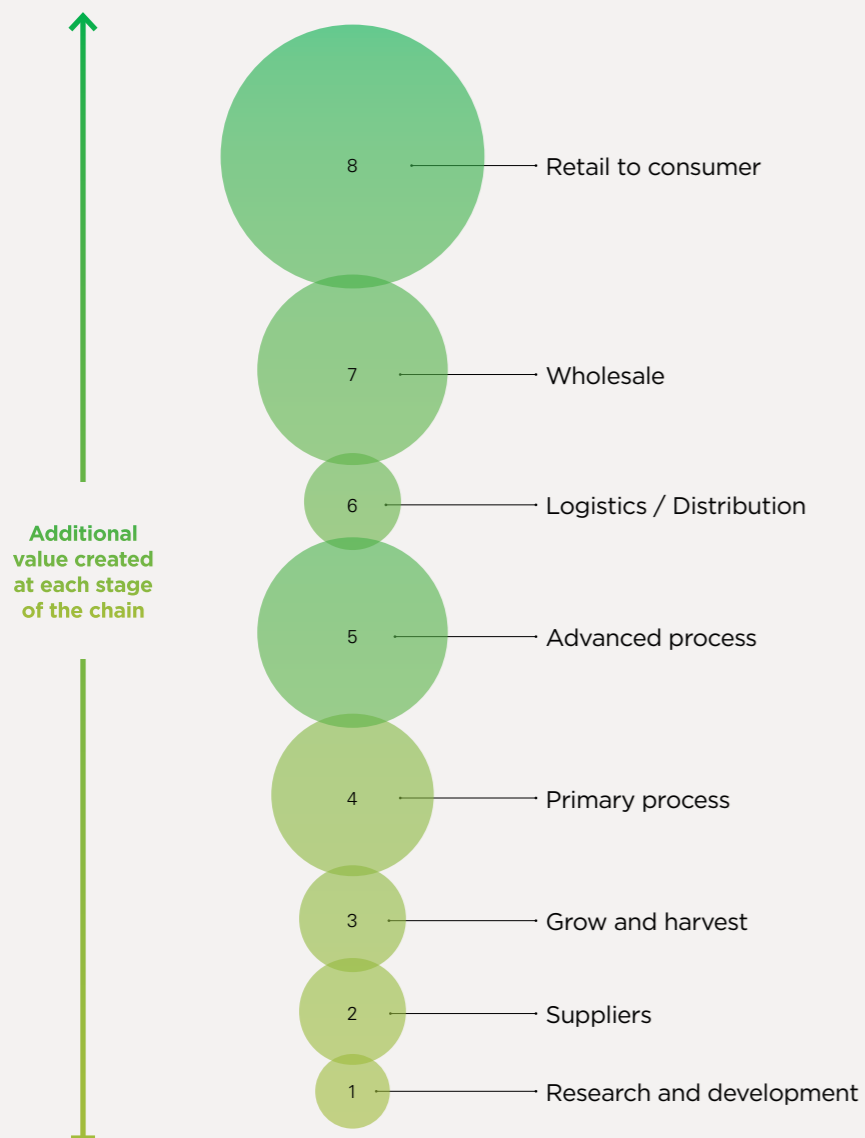 8 Retail to consumer
7 Wholesale
6 Logistics / Distribution
Additional
value created
at each stage
of the chain
5 Advanced process
4 Primary process
3 Grow and harvest
2 Suppliers
1 Research and development